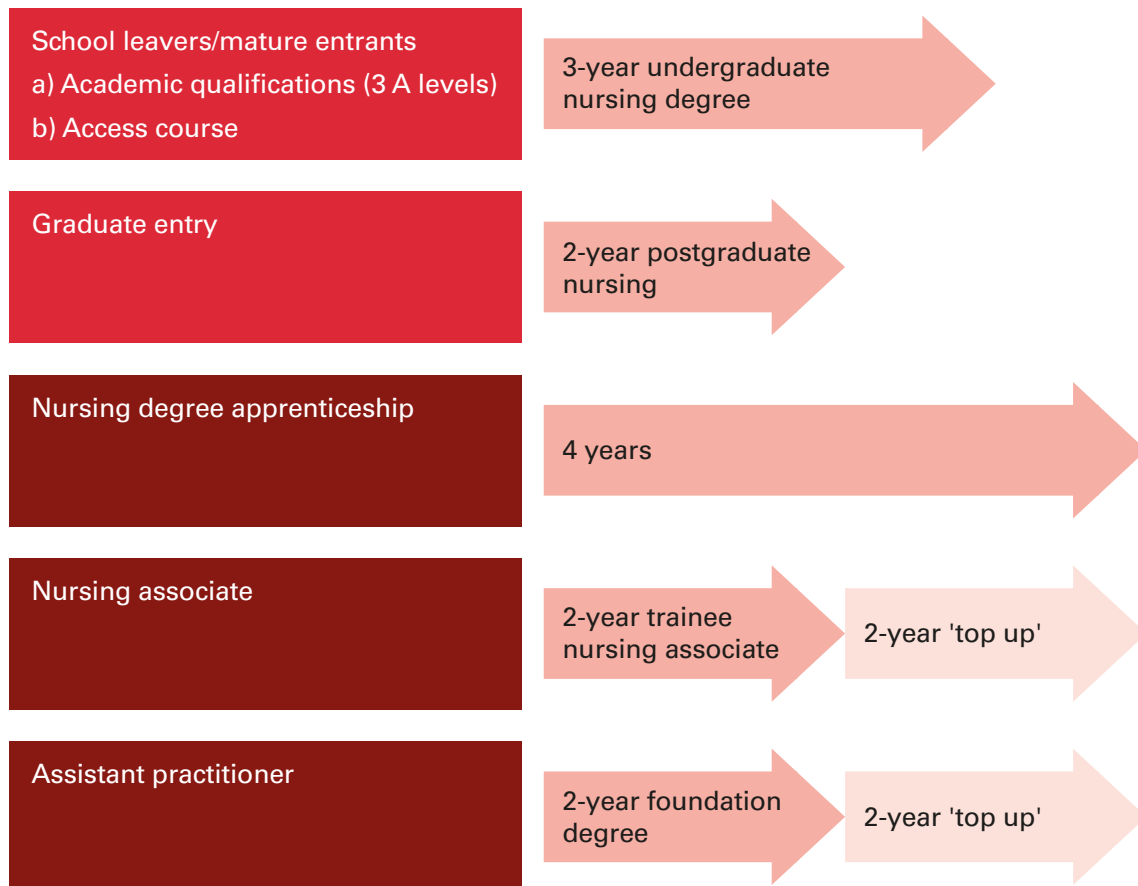 School leavers/mature entrants
a) Academic qualifications (3 A levels)
b) Access course
3-year undergraduate
nursing degree
Graduate entry
2-year postgraduate
nursing
Nursing degree apprenticeship
4 years
Nursing associate
2-year trainee
nursing associate
2-year 'top up'
Assistant practitioner
2-year foundation
degree
2-year 'top up'